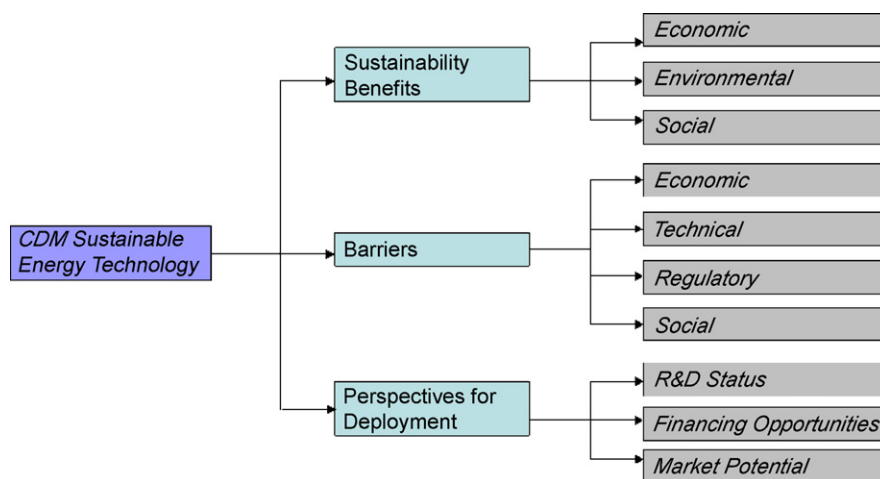 CDM Sustainable
Energy Technology
Sustainability
Benefits
Economic
Environmental
Social
Barriers
Economic
Technical
Regulatory
Social
Perspectives for
Deployment
R&D Status
Financing Opportunities
Market Potential